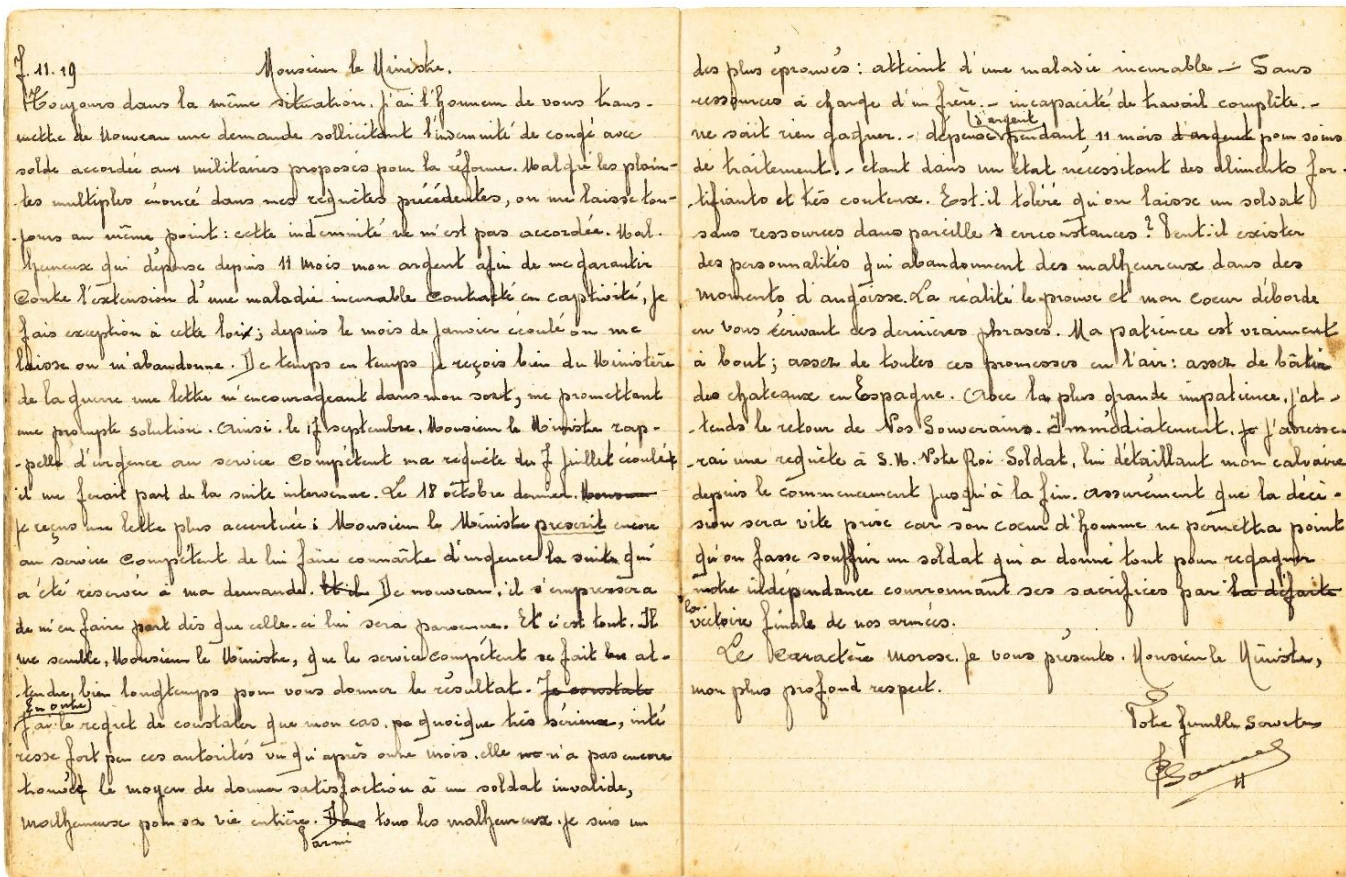 7.11.19
Monsieur le Ministre.
Toujours dans la même situation. J'ai l'honneur de vous trans-
mettre de nouveau une demande sollicitant l'indemnité de congé avec
solde accordée aux militaires proposés pour la réforme. Malgré les plain-
-tes multiples énoncé dans mes requêtes précédentes, on me laisse tou-
-jours au même point : cette indemnité ne m'est pas accordée. Mal-
heureux qui dépense depuis 11 mois mon argent afin de me garantir
contre l'extension d'une maladie incurable contracté en captivité, je
fais exception à cette loi; depuis le mois de janvier écoulé on me
laisse on m'abandonne. De temps en temps je reçois bien du Ministère
de la guerre une lettre m'encourageant dans mon sort, me promettant
une prompte solution. Ainsi, le 17 septembre, Monsieur le Ministre rap-
-pelle d'urgence au service compétent ma requête du 7 juillet écoulé
il me ferait part de la suite intervenue. Le 18 octobre dernier,
je reçus une lettre plus accentuée : Monsieur le Ministre prescrit encore
au service compétent de lui faire connaître d'urgence la suite qui
a été réservée à ma demande. Et il De nouveau, il s'empressera
de m'en faire part dès que celle-ci lui sera parvenue. Et c'est tout. Il
me semble, Monsieur le Ministre, que le service compétent se fait at-
-tendre, bien longtemps pour vous donner le résultat. Je constate
En outre
j'ai le regret de constater que mon cas, quoique très sérieux, inté
resse fort peu ces autorités vu qu'après onze mois, elle n'a pas encore
trouvé le moyen de donner satisfaction à un soldat invalide,
malheureux pour sa vie entière. Dans tous les malheureux, je suis un
Parmi
des plus éprouvés : atteint d'une maladie incurable. - Sans
ressources à charge d'un frère. - incapacité de travail complète. -
d'argent
ne sait rien gagner. - dépense pendant 11 mois d'argent pour soins
de traitement. - étant dans un état nécessitant des aliments for-
-tifiants et très couteux. Est-il toléré qu'on laisse un soldat
sans ressources dans pareille circonstances ? Peut-il exister
des personnalités qui abandonnent des malheureux dans des
moments d'angoisse. La réalité le prouve et mon coeur déborde
en vous écrivant ces dernières phrases. Ma patience est vraiment
à bout; assez de toutes ces promesses en l'air : assez de bâtir
des chateaux en Espagne. Avec la plus grande impatience, j'at-
-tends le retour de Nos Souverains. Immédiatement, je j'adresse-
rai une requête à S.M. Notre Roi-Soldat, lui détaillant mon calvaire
depuis le commencement jusqu'à la fin. Assurément que la déci-
sion sera vite prise car son coeur d'homme ne permettra point
qu'on fasse souffrir un soldat qui a donné tout pour regagner
notre indépendance couronnant ses sacrifices par la défaite
la
victoire finale de nos armées.
Le caractère morose, je vous présente, Monsieur le Ministre,
mon plus profond respect.
Votre humble